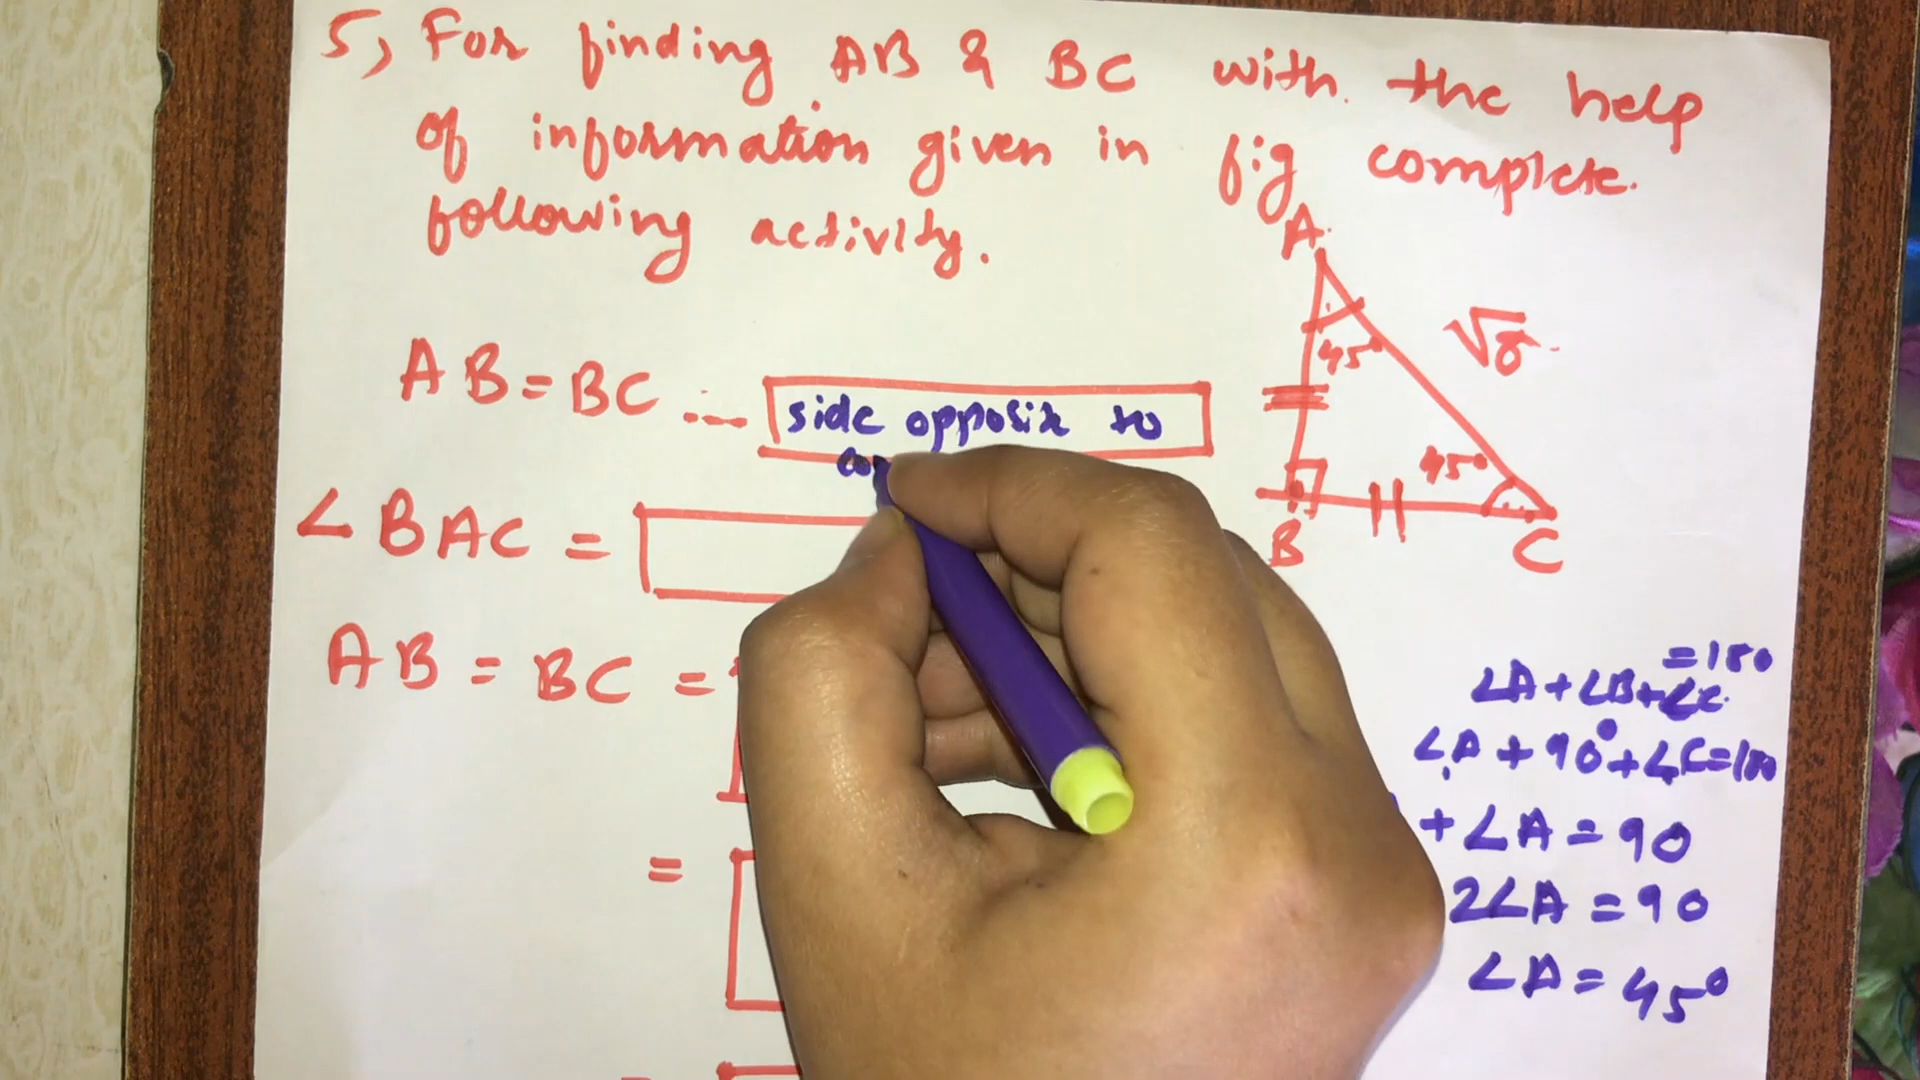 5, For finding AB & BC with the help
of information given in fig complete.
following activity.
A
√8
45°
45°
B
C
AB = BC ... side opposite to
∠BAC =
AB = BC =
=
=180
∠A + ∠B + ∠C
∠A + 90° + ∠C = 180
+ ∠A = 90
2∠A = 90
∠A = 45°